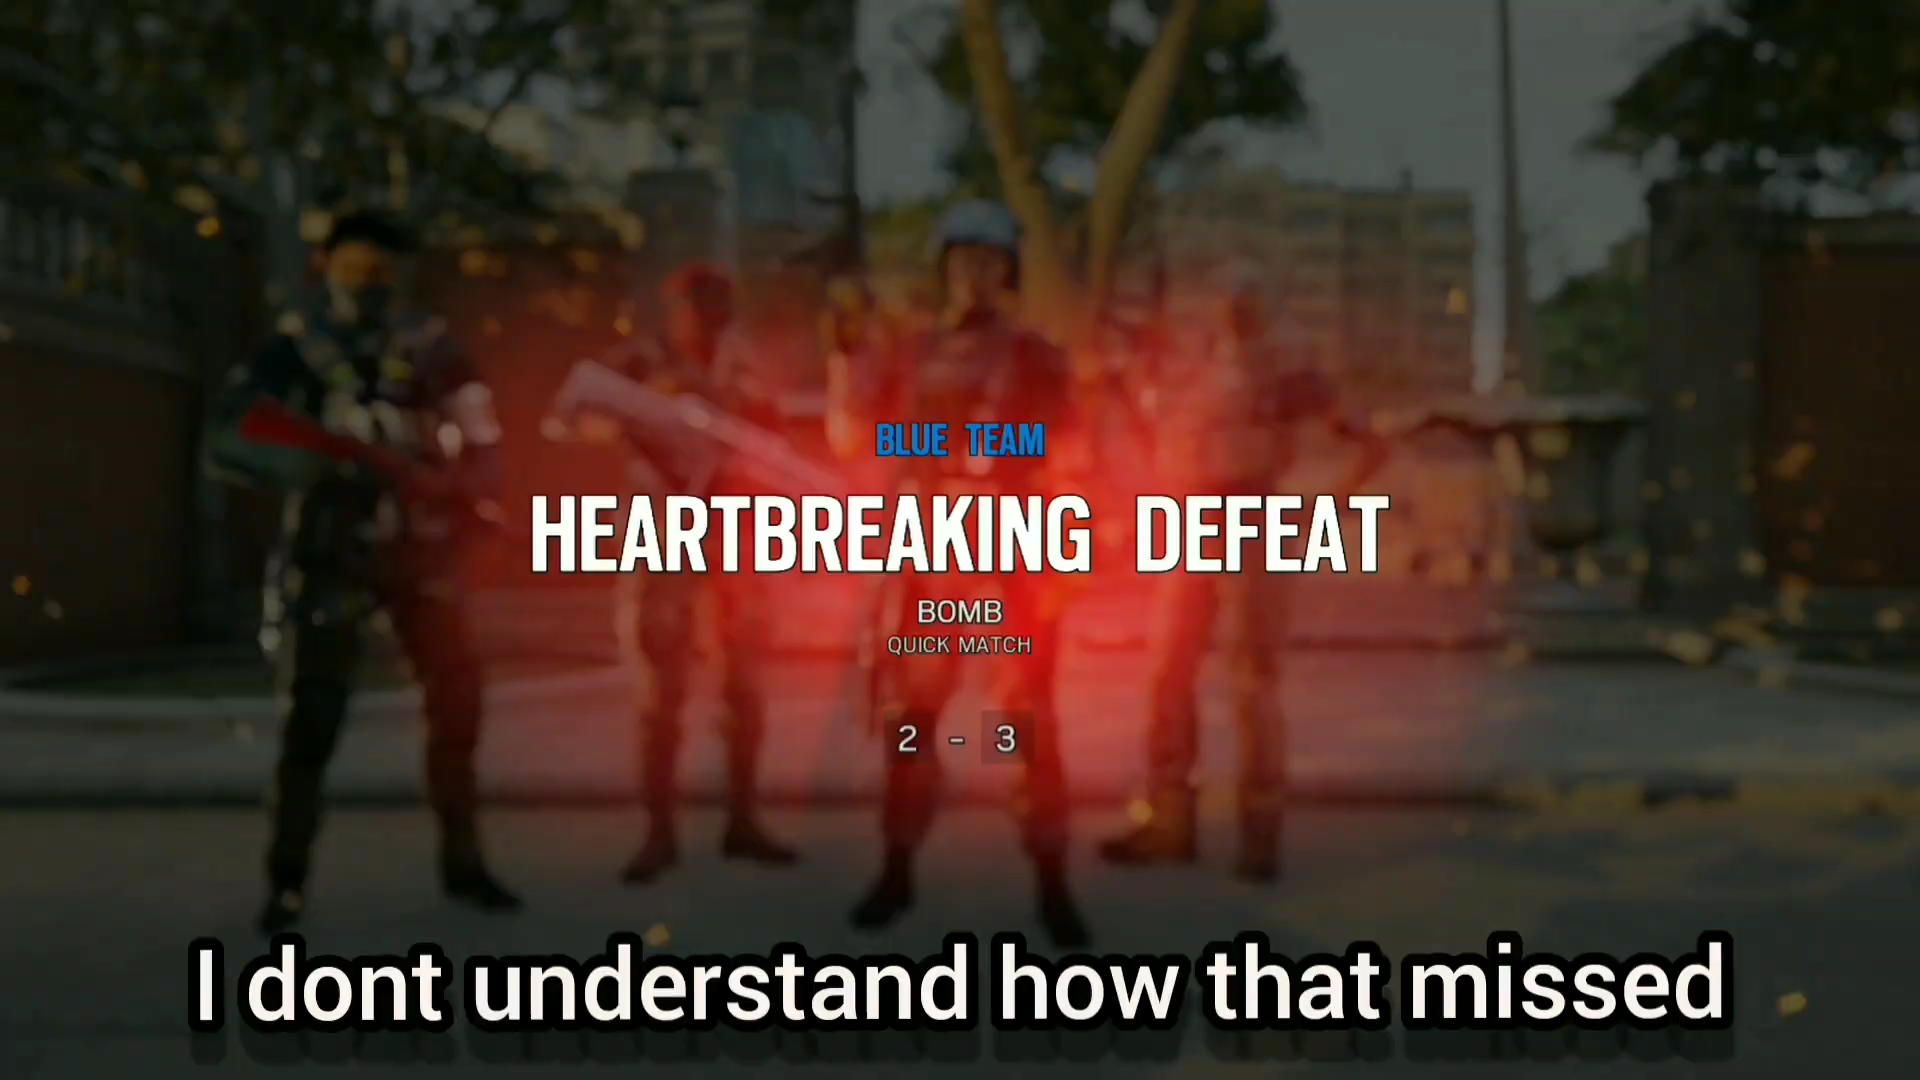 BLUE TEAM
HEARTBREAKING DEFEAT
BOMB
QUICK MATCH
2 - 3
I dont understand how that missed